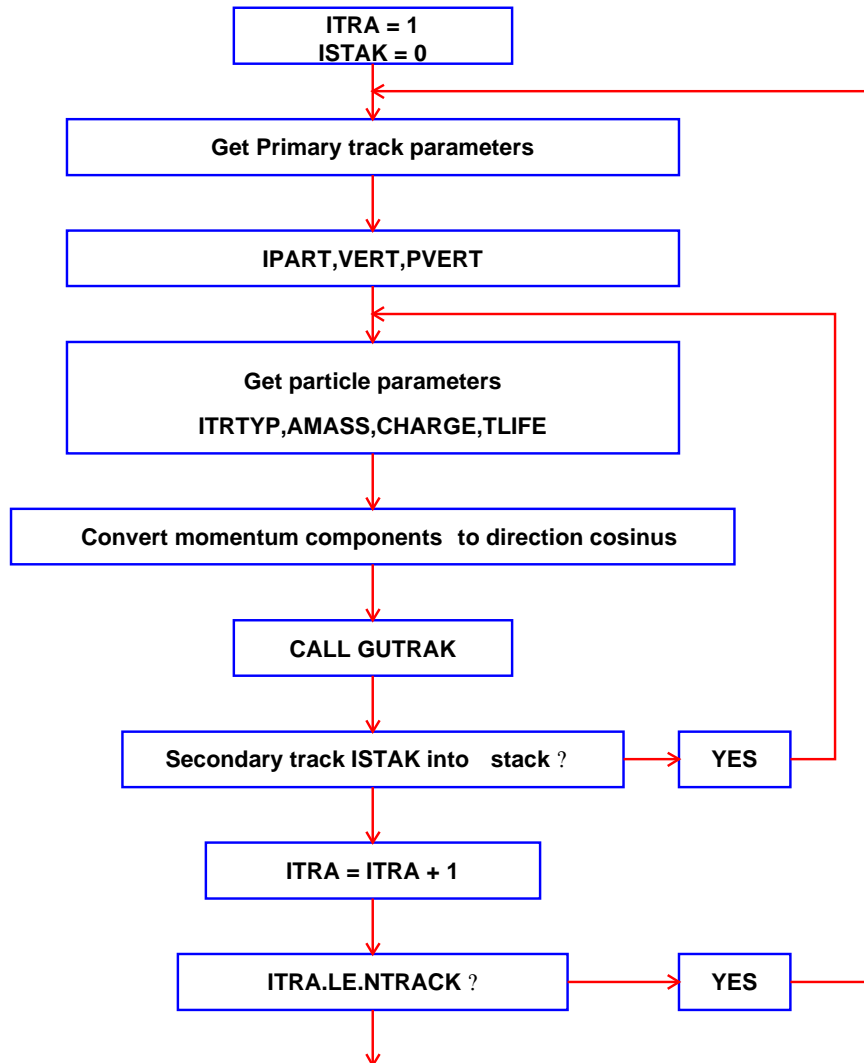 ITRA = 1
ISTAK = 0
Get Primary track parameters
IPART,VERT,PVERT
Get particle parameters
ITRTYP,AMASS,CHARGE,TLIFE
Convert momentum components to direction cosinus
CALL GUTRAK
Secondary track ISTAK into stack ?
YES
ITRA = ITRA + 1
ITRA.LE.NTRACK ?
YES